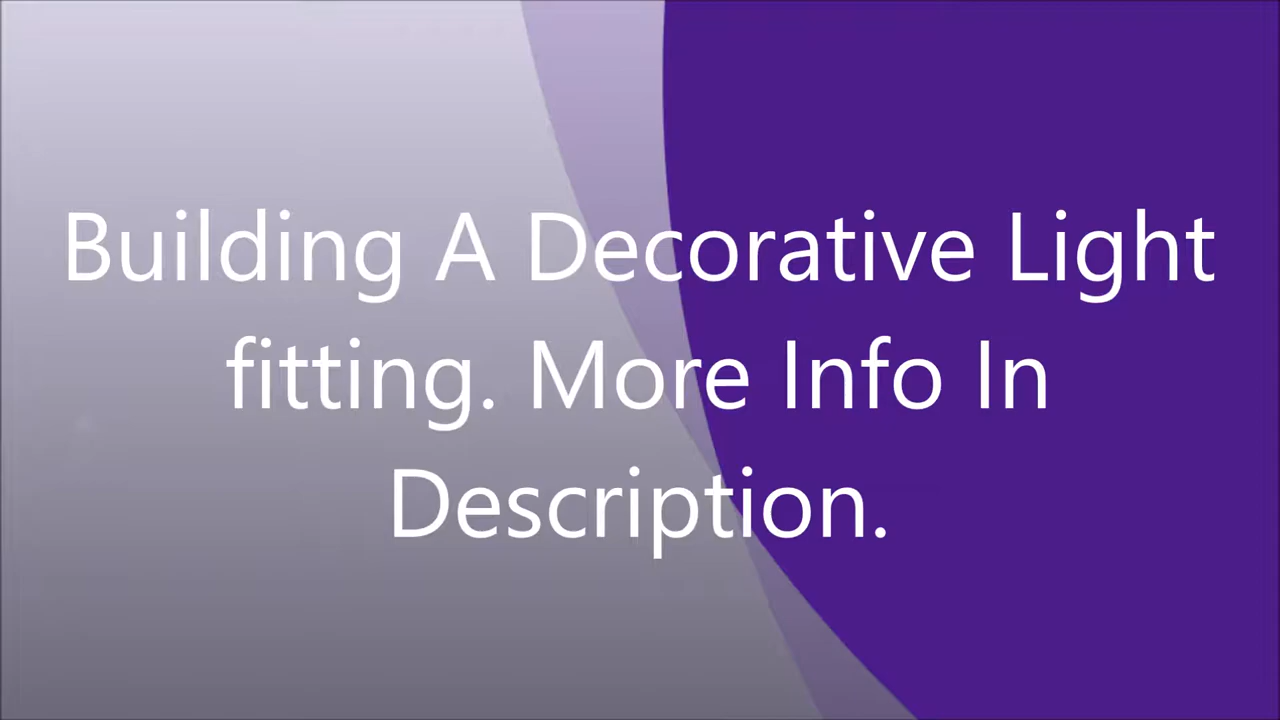 Building A Decorative Light
fitting. More Info In
Description.